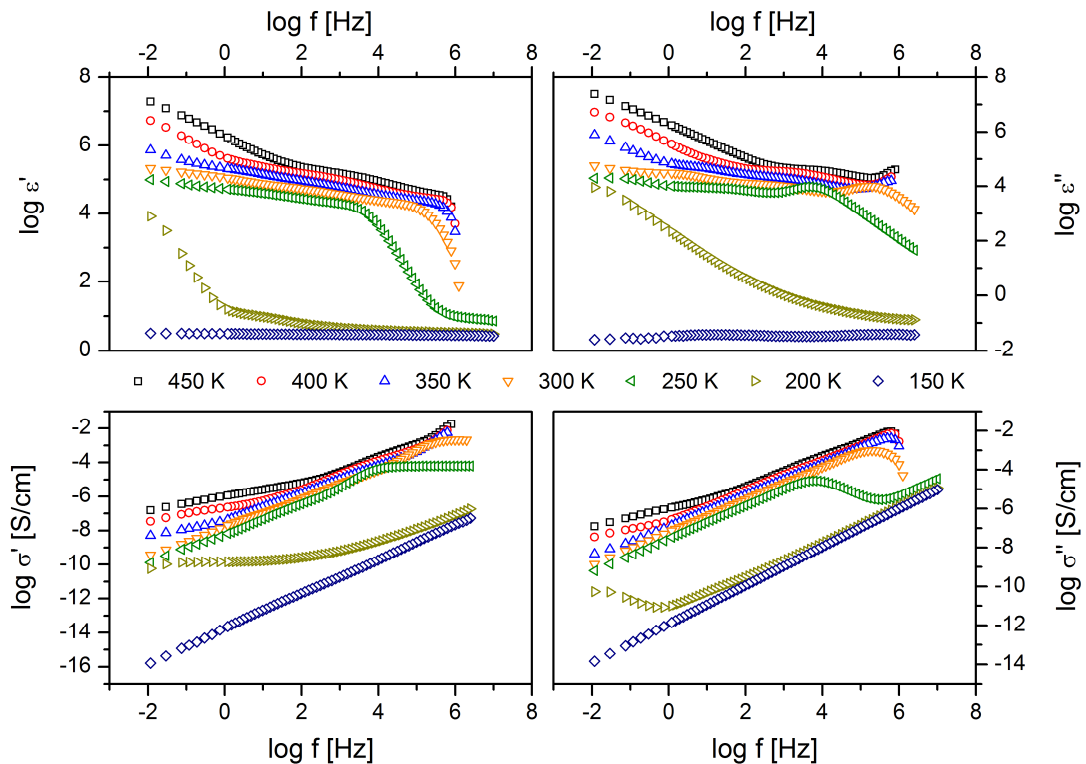 log f [Hz] log f [Hz]
-2 0 2 4 6 8 -2 0 2 4 6 8
8 8
6 6
4 4
2 2
0 0
-2
log ε' log ε''
450 K 400 K 350 K 300 K 250 K 200 K 150 K
-2 -2
-4 -4
-6 -6
-8 -8
-10 -10
-12 -12
-14 -14
-16
log σ' [S/cm] log σ'' [S/cm]
-2 0 2 4 6 8 -2 0 2 4 6 8
log f [Hz] log f [Hz]